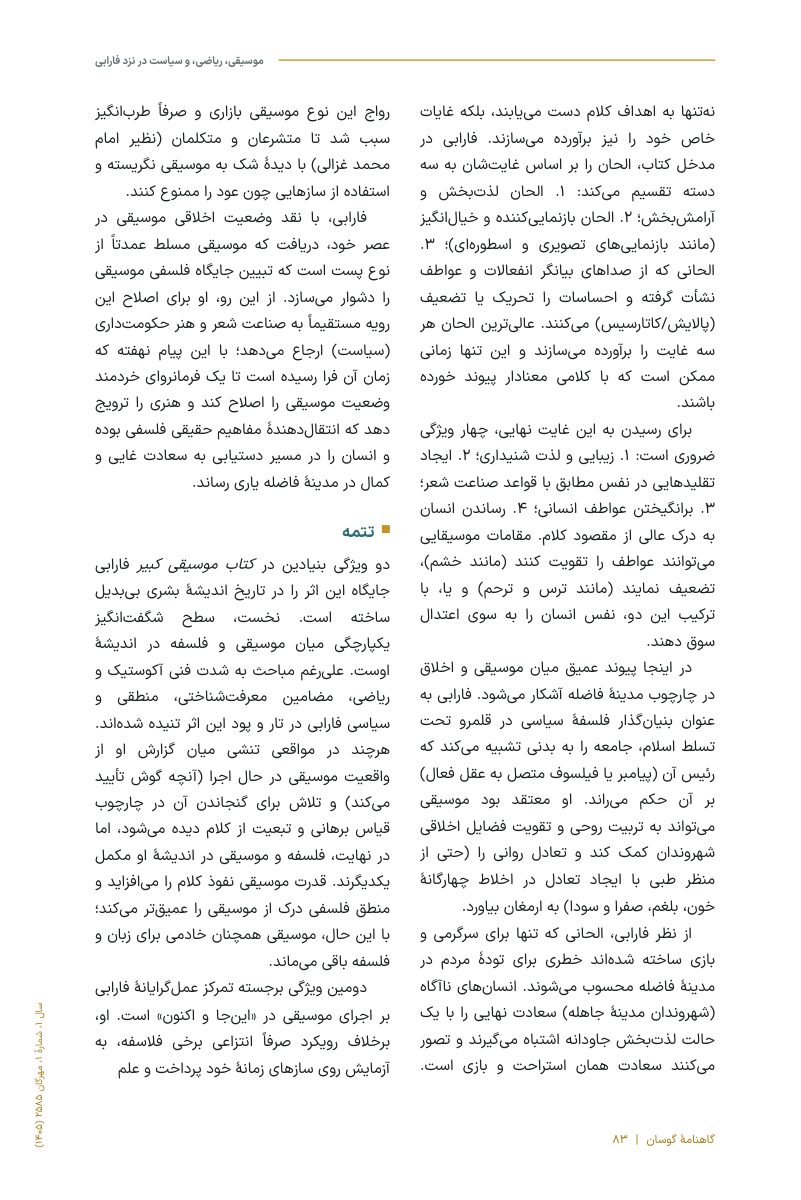 موسیقی، ریاضی، و سیاست در نزد فارابی
نه‌تنها به اهداف کلام دست می‌یابند، بلکه غایات
خاص خود را نیز برآورده می‌سازند. فارابی در
مدخل کتاب، الحان را بر اساس غایت‌شان به سه
دسته تقسیم می‌کند: ۱. الحان لذت‌بخش و
آرامش‌بخش؛ ۲. الحان بازنمایی‌کننده و خیال‌انگیز
(مانند بازنمایی‌های تصویری و اسطوره‌ای)؛ ۳.
الحانی که از صداهای بیانگر انفعالات و عواطف
نشأت گرفته و احساسات را تحریک یا تضعیف
(پالایش/کاتارسیس) می‌کنند. عالی‌ترین الحان هر
سه غایت را برآورده می‌سازند و این تنها زمانی
ممکن است که با کلامی معنادار پیوند خورده
باشند.
برای رسیدن به این غایت نهایی، چهار ویژگی
ضروری است: ۱. زیبایی و لذت شنیداری؛ ۲. ایجاد
تقلیدهایی در نفس مطابق با قواعد صناعت شعر؛
۳. برانگیختن عواطف انسانی؛ ۴. رساندن انسان
به درک عالی از مقصود کلام. مقامات موسیقایی
می‌توانند عواطف را تقویت کنند (مانند خشم)،
تضعیف نمایند (مانند ترس و ترحم) و یا، با
ترکیب این دو، نفس انسان را به سوی اعتدال
سوق دهند.
در اینجا پیوند عمیق میان موسیقی و اخلاق
در چارچوب مدینهٔ فاضله آشکار می‌شود. فارابی به
عنوان بنیان‌گذار فلسفهٔ سیاسی در قلمرو تحت
تسلط اسلام، جامعه را به بدنی تشبیه می‌کند که
رئیس آن (پیامبر یا فیلسوف متصل به عقل فعال)
بر آن حکم می‌راند. او معتقد بود موسیقی
می‌تواند به تربیت روحی و تقویت فضایل اخلاقی
شهروندان کمک کند و تعادل روانی را (حتی از
منظر طبی با ایجاد تعادل در اخلاط چهارگانهٔ
خون، بلغم، صفرا و سودا) به ارمغان بیاورد.
از نظر فارابی، الحانی که تنها برای سرگرمی و
بازی ساخته شده‌اند خطری برای تودهٔ مردم در
مدینهٔ فاضله محسوب می‌شوند. انسان‌های ناآگاه
(شهروندان مدینهٔ جاهله) سعادت نهایی را با یک
حالت لذت‌بخش جاودانه اشتباه می‌گیرند و تصور
می‌کنند سعادت همان استراحت و بازی است.
رواج این نوع موسیقی بازاری و صرفاً طرب‌انگیز
سبب شد تا متشرعان و متکلمان (نظیر امام
محمد غزالی) با دیدهٔ شک به موسیقی نگریسته و
استفاده از سازهایی چون عود را ممنوع کنند.
فارابی، با نقد وضعیت اخلاقی موسیقی در
عصر خود، دریافت که موسیقی مسلط عمدتاً از
نوع پست است که تبیین جایگاه فلسفی موسیقی
را دشوار می‌سازد. از این رو، او برای اصلاح این
رویه مستقیماً به صناعت شعر و هنر حکومت‌داری
(سیاست) ارجاع می‌دهد؛ با این پیام نهفته که
زمان آن فرا رسیده است تا یک فرمانروای خردمند
وضعیت موسیقی را اصلاح کند و هنری را ترویج
دهد که انتقال‌دهندهٔ مفاهیم حقیقی فلسفی بوده
و انسان را در مسیر دستیابی به سعادت غایی و
کمال در مدینهٔ فاضله یاری رساند.
تتمه
دو ویژگی بنیادین در کتاب موسیقی کبیر فارابی
جایگاه این اثر را در تاریخ اندیشهٔ بشری بی‌بدیل
ساخته است. نخست، سطح شگفت‌انگیز
یکپارچگی میان موسیقی و فلسفه در اندیشهٔ
اوست. علی‌رغم مباحث به شدت فنی آکوستیک و
ریاضی، مضامین معرفت‌شناختی، منطقی و
سیاسی فارابی در تار و پود این اثر تنیده شده‌اند.
هرچند در مواقعی تنشی میان گزارش او از
واقعیت موسیقی در حال اجرا (آنچه گوش تأیید
می‌کند) و تلاش برای گنجاندن آن در چارچوب
قیاس برهانی و تبعیت از کلام دیده می‌شود، اما
در نهایت، فلسفه و موسیقی در اندیشهٔ او مکمل
یکدیگرند. قدرت موسیقی نفوذ کلام را می‌افزاید و
منطق فلسفی درک از موسیقی را عمیق‌تر می‌کند؛
با این حال، موسیقی همچنان خادمی برای زبان و
فلسفه باقی می‌ماند.
دومین ویژگی برجسته تمرکز عمل‌گرایانهٔ فارابی
بر اجرای موسیقی در «این‌جا و اکنون» است. او،
برخلاف رویکرد صرفاً انتزاعی برخی فلاسفه، به
آزمایش روی سازهای زمانهٔ خود پرداخت و علم
سال ۱، شمارهٔ ۱، مهرگان ۲۵۸۵ (۱۴۰۵)
گاهنامهٔ گوسان | ۸۳